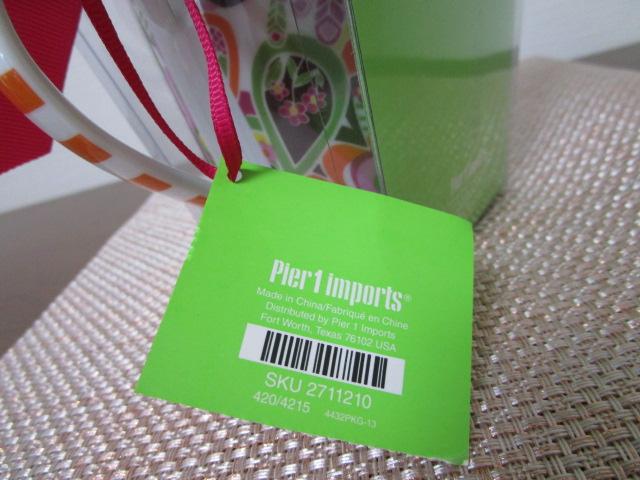 Pier 1 imports®
Made in China/Fabriqué en Chine
Distributed by Pier 1 Imports
Fort Worth, Texas 76102 USA
SKU 2711210
420/4215 4432PKG-13